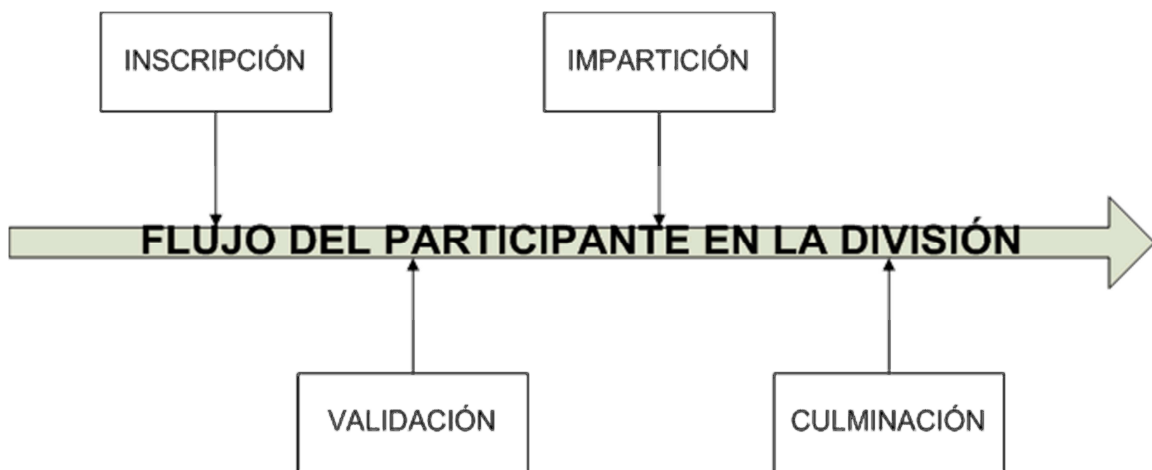 INSCRIPCIÓN
IMPARTICIÓN
FLUJO DEL PARTICIPANTE EN LA DIVISIÓN
VALIDACIÓN
CULMINACIÓN